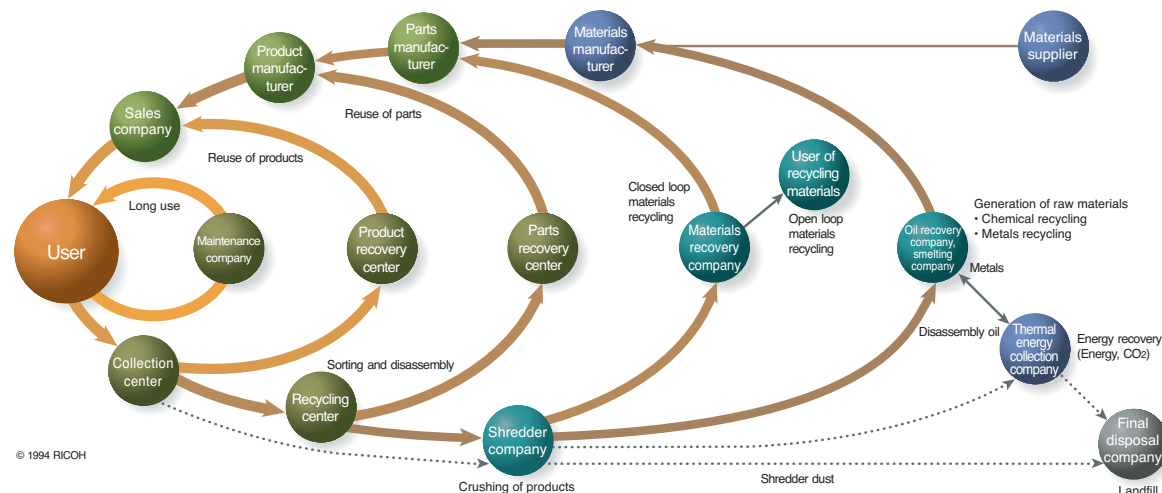 Parts
manufac-
turer
Materials
manufac-
turer
Materials
supplier
Product
manufac-
turer
Sales
company
Reuse of parts
Reuse of products
User of
recycling
materials
Long use
Closed loop
materials
recycling
Open loop
materials
recycling
Generation of raw materials
• Chemical recycling
• Metals recycling
User
Maintenance
company
Product
recovery
center
Parts
recovery
center
Materials
recovery
company
Oil recovery
company,
smelting
company
Metals
Disassembly oil
Thermal
energy
collection
company
Energy recovery
(Energy, CO2)
Collection
center
Sorting and disassembly
Recycling
center
Shredder
company
Final
disposal
company
© 1994 RICOH
Crushing of products
Shredder dust
Landfill